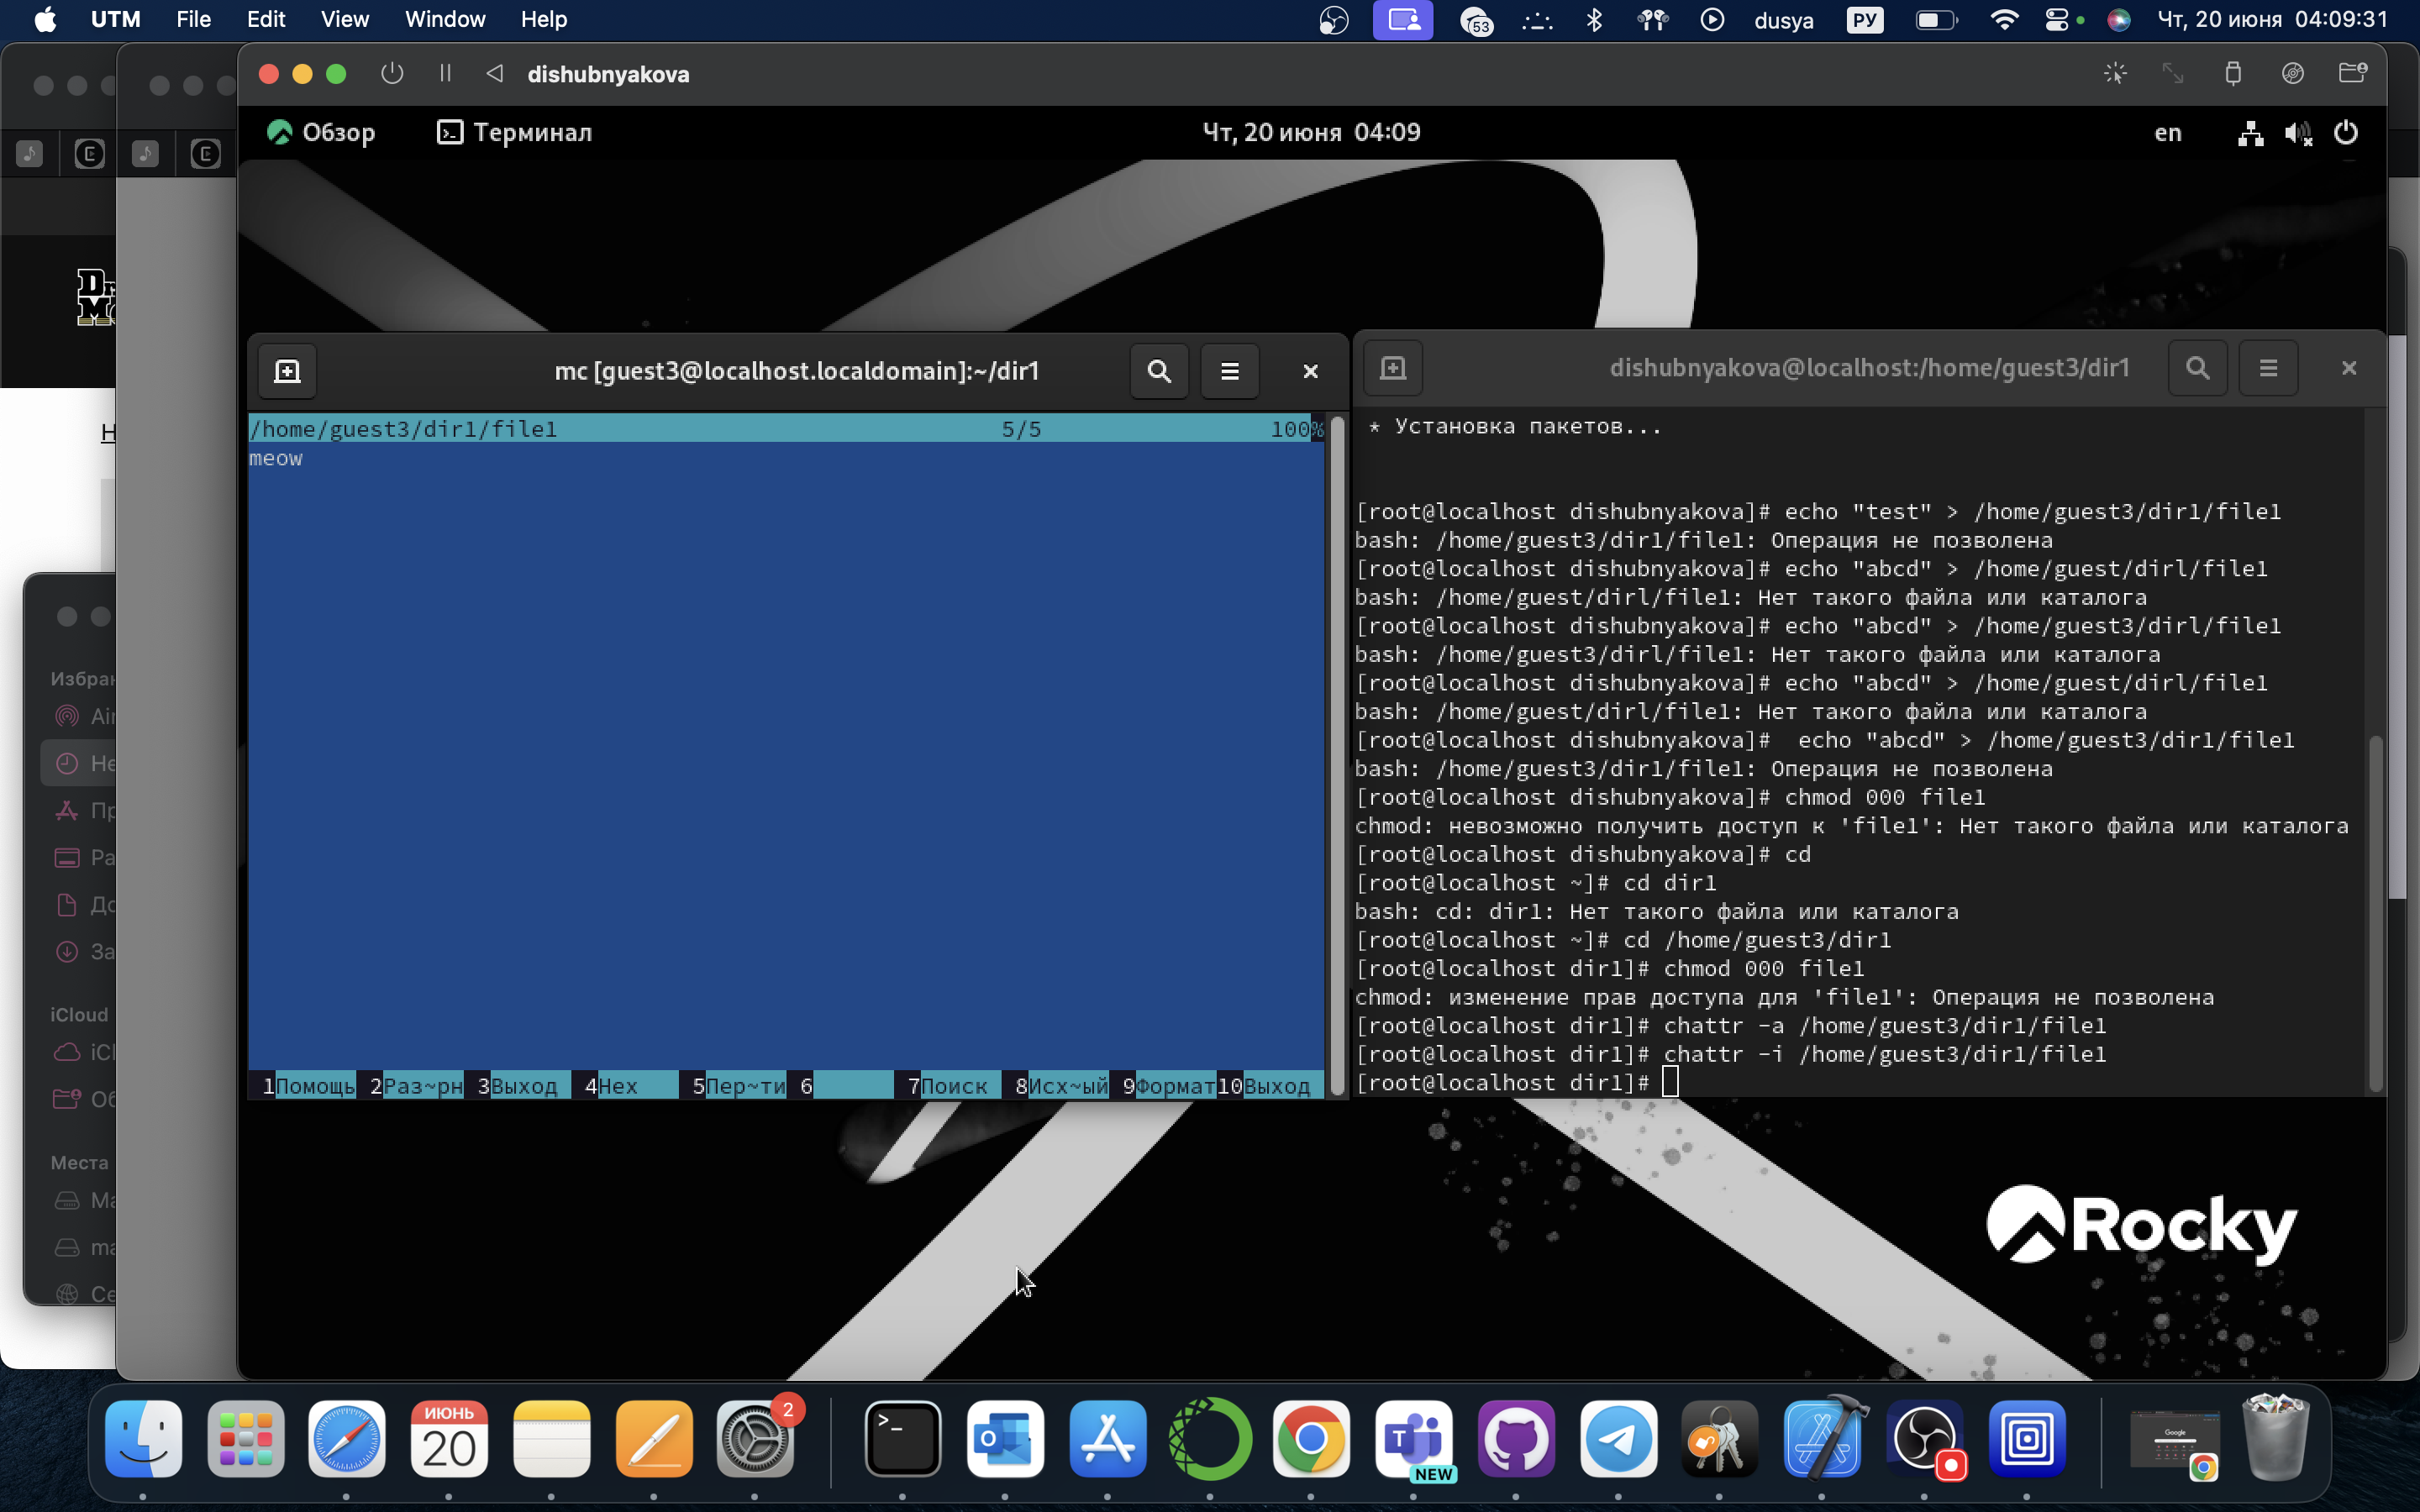 UTM File Edit View Window Help
53
dusya
РУ
Чт, 20 июня 04:09:31
dishubnyakova
Обзор
Терминал
Чт, 20 июня 04:09
en
mc [guest3@localhost.localdomain]:~/dir1
/home/guest3/dir1/file1 5/5 100%
meow
1Помощь 2Раз~рн 3Выход 4Hex 5Пер~ти 6 7Поиск 8Исх~ый 9Формат10Выход
dishubnyakova@localhost:/home/guest3/dir1
* Установка пакетов...
[root@localhost dishubnyakova]# echo "test" > /home/guest3/dir1/file1
bash: /home/guest3/dir1/file1: Операция не позволена
[root@localhost dishubnyakova]# echo "abcd" > /home/guest/dirl/file1
bash: /home/guest/dirl/file1: Нет такого файла или каталога
[root@localhost dishubnyakova]# echo "abcd" > /home/guest3/dirl/file1
bash: /home/guest3/dirl/file1: Нет такого файла или каталога
[root@localhost dishubnyakova]# echo "abcd" > /home/guest/dirl/file1
bash: /home/guest/dirl/file1: Нет такого файла или каталога
[root@localhost dishubnyakova]#  echo "abcd" > /home/guest3/dir1/file1
bash: /home/guest3/dir1/file1: Операция не позволена
[root@localhost dishubnyakova]# chmod 000 file1
chmod: невозможно получить доступ к 'file1': Нет такого файла или каталога
[root@localhost dishubnyakova]# cd
[root@localhost ~]# cd dir1
bash: cd: dir1: Нет такого файла или каталога
[root@localhost ~]# cd /home/guest3/dir1
[root@localhost dir1]# chmod 000 file1
chmod: изменение прав доступа для 'file1': Операция не позволена
[root@localhost dir1]# chattr -a /home/guest3/dir1/file1
[root@localhost dir1]# chattr -i /home/guest3/dir1/file1
[root@localhost dir1]#
iCloud
Места
Rocky
ИЮНЬ
20
2
NEW
Google